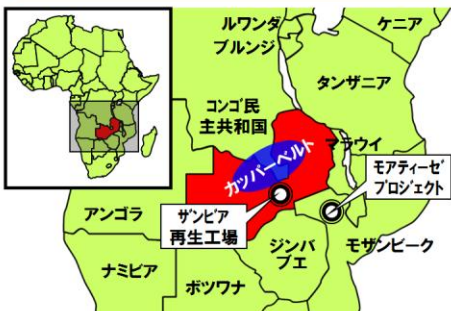 ルワンダ
ブルンジ
ケニア
タンザニア
コンゴ民
主共和国
マラウイ
カッパーベルト
モアティーゼ
プロジェクト
アンゴラ
ザンビア
再生工場
ジンバ
ブエ
モザンビーク
ナミビア
ボツワナ